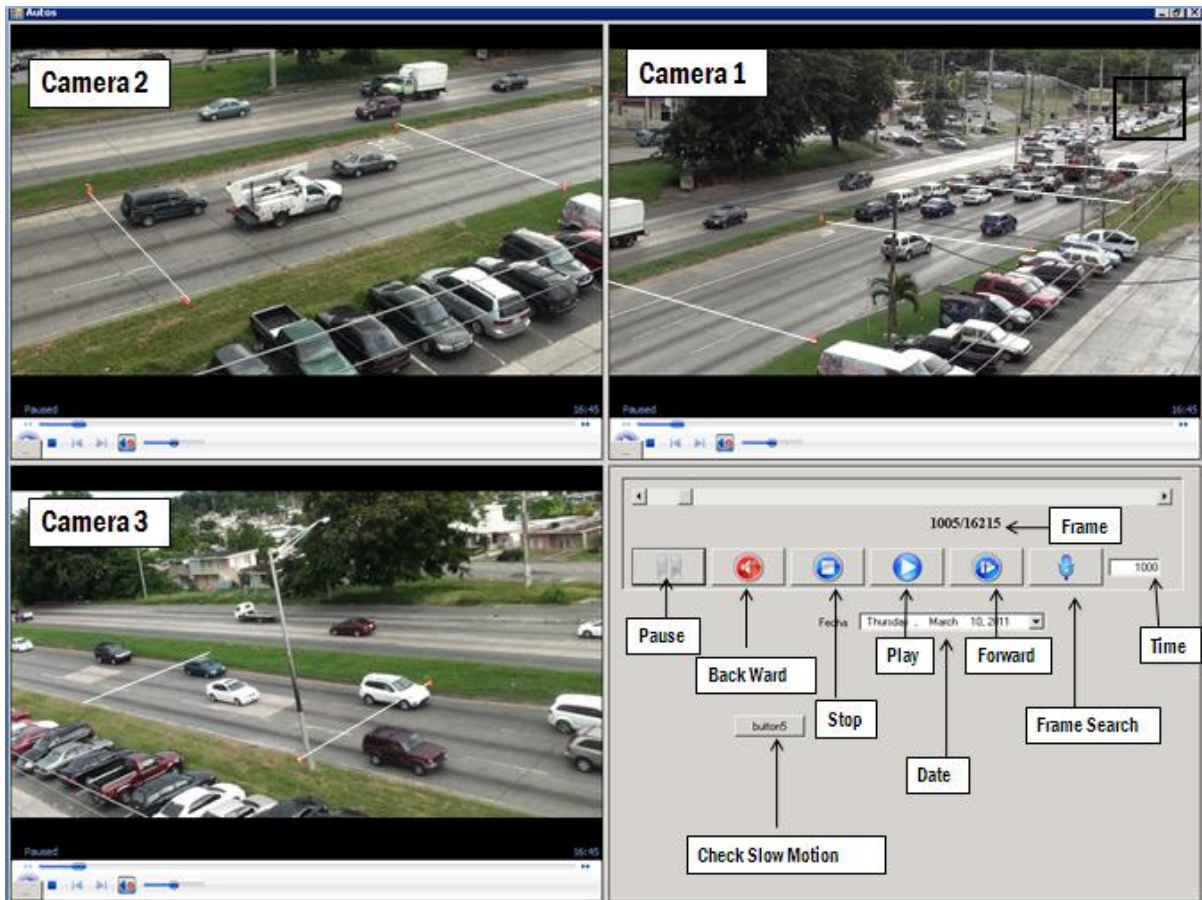 Autos
Camera 2
Camera 1
Paused
16:45
Paused
16:45
Camera 3
1005/16215
Frame
1000
Pause
Fecha
Thursday , March 10, 2011
Play
Forward
Time
Back Ward
Stop
Frame Search
button5
Date
Check Slow Motion
Paused
16:45